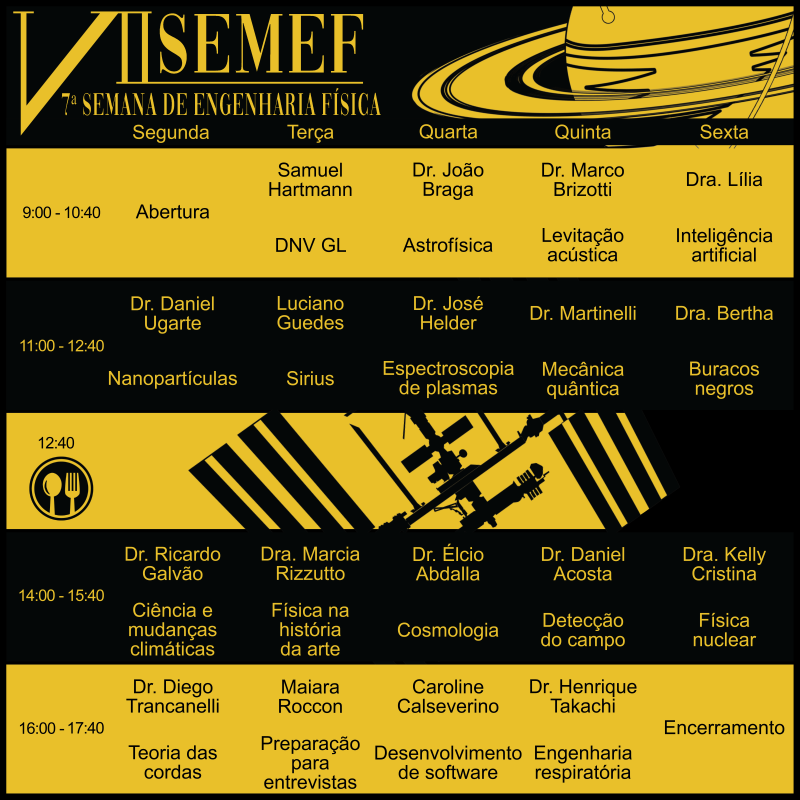 VII SEMEF
7ª SEMANA DE ENGENHARIA FÍSICA
Segunda Terça Quarta Quinta Sexta
9:00 - 10:40
Abertura
Samuel
Hartmann
DNV GL
Dr. João
Braga
Astrofísica
Dr. Marco
Brizotti
Levitação
acústica
Dra. Lília
Inteligência
artificial
11:00 - 12:40
Dr. Daniel
Ugarte
Nanopartículas
Luciano
Guedes
Sirius
Dr. José
Helder
Espectroscopia
de plasmas
Dr. Martinelli
Mecânica
quântica
Dra. Bertha
Buracos
negros
12:40
14:00 - 15:40
Dr. Ricardo
Galvão
Ciência e
mudanças
climáticas
Dra. Marcia
Rizzutto
Física na
história
da arte
Dr. Élcio
Abdalla
Cosmologia
Dr. Daniel
Acosta
Detecção
do campo
Dra. Kelly
Cristina
Física
nuclear
16:00 - 17:40
Dr. Diego
Trancanelli
Teoria das
cordas
Maiara
Roccon
Preparação
para
entrevistas
Caroline
Calseverino
Desenvolvimento
de software
Dr. Henrique
Takachi
Engenharia
respiratória
Encerramento